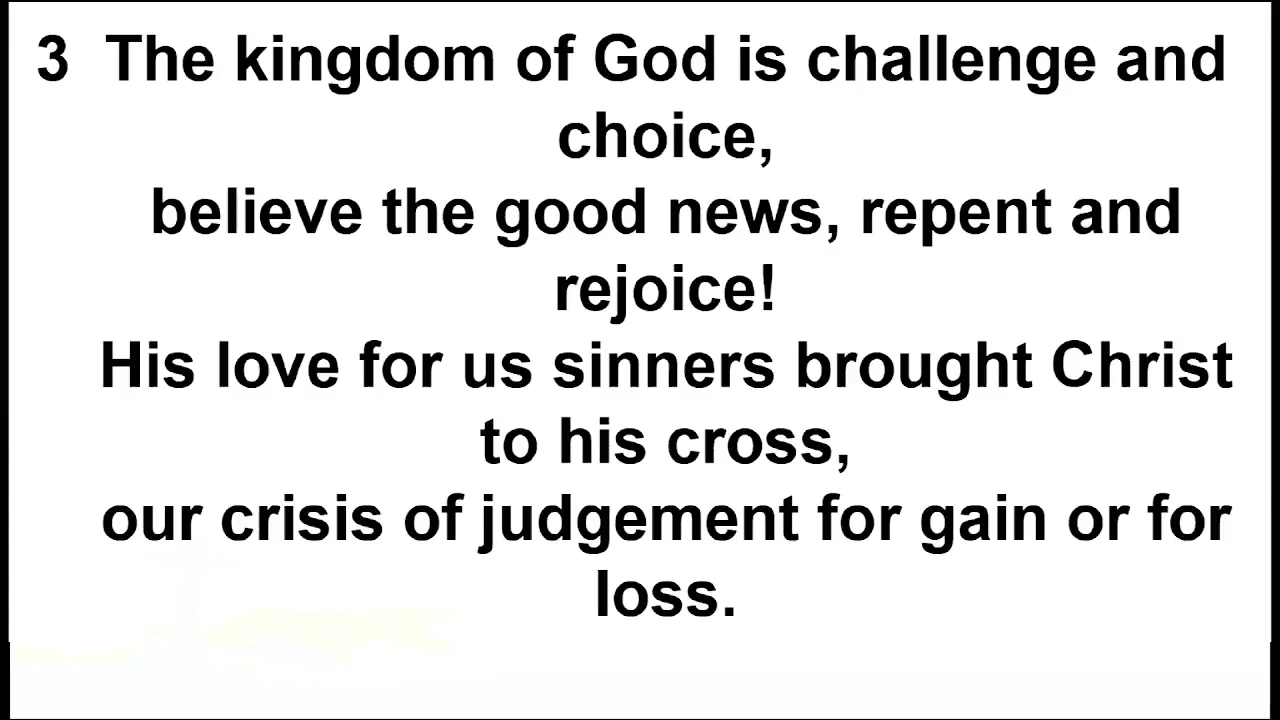 3 The kingdom of God is challenge and
choice,
believe the good news, repent and
rejoice!
His love for us sinners brought Christ
to his cross,
our crisis of judgement for gain or for
loss.